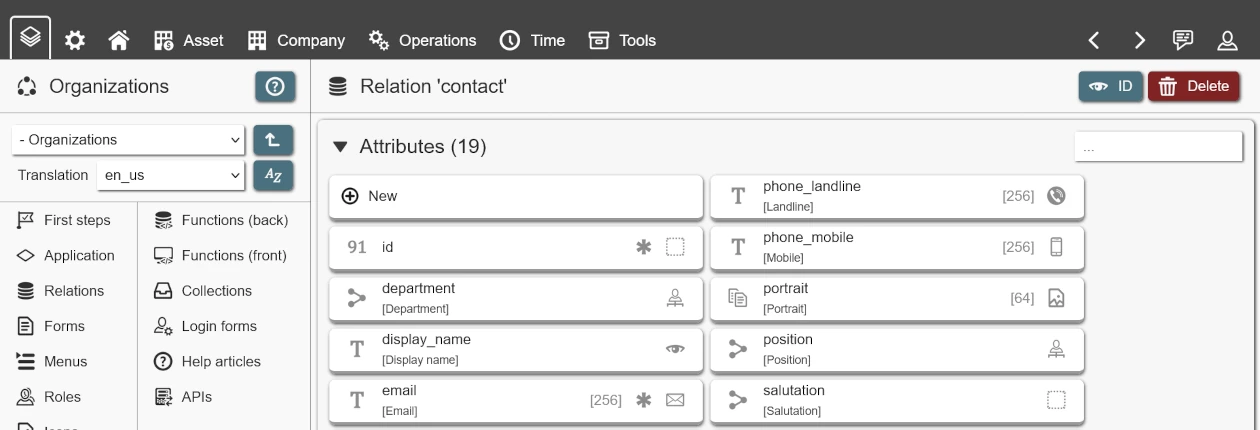 Asset
Company
Operations
Time
Tools
Organizations
- Organizations
Translation
en_us
AZ
First steps
Application
Relations
Forms
Menus
Roles
Functions (back)
Functions (front)
Collections
Login forms
Help articles
APIs
Relation 'contact'
ID
Delete
Attributes (19)
...
New
91 id
department
[Department]
T display_name
[Display name]
T email [256]
[Email]
T phone_landline [256]
[Landline]
T phone_mobile [256]
[Mobile]
portrait [64]
[Portrait]
position
[Position]
salutation
[Salutation]